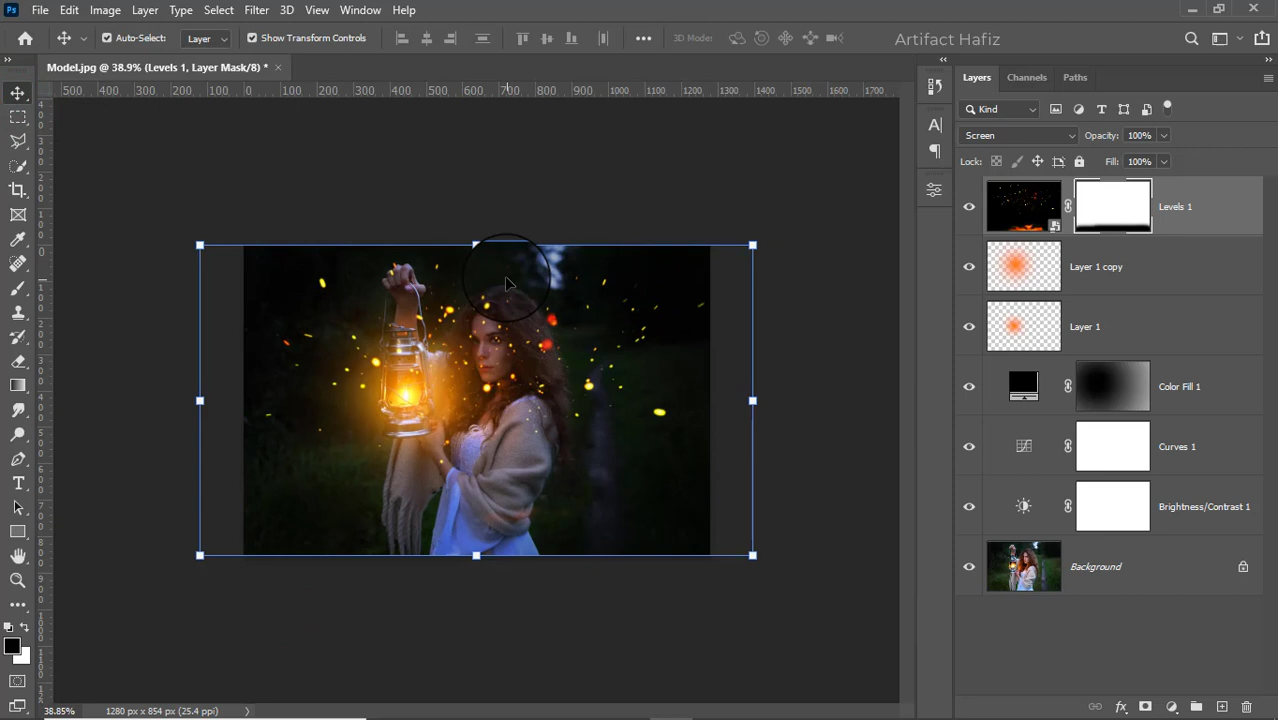 Ps File Edit Image Layer Type Select Filter 3D View Window Help
Auto-Select: Layer Show Transform Controls 3D Mode: Artifact Hafiz
Model.jpg @ 38.9% (Levels 1, Layer Mask/8) *
500 400 300 200 100 0 100 200 300 400 500 600 700 800 900 1000 1100 1200 1300 1400 1500 1600 1700
Layers Channels Paths
Kind
Screen Opacity: 100%
Lock: Fill: 100%
Levels 1
Layer 1 copy
Layer 1
Color Fill 1
Curves 1
Brightness/Contrast 1
Background
38.85% 1280 px x 854 px (25.4 ppi)